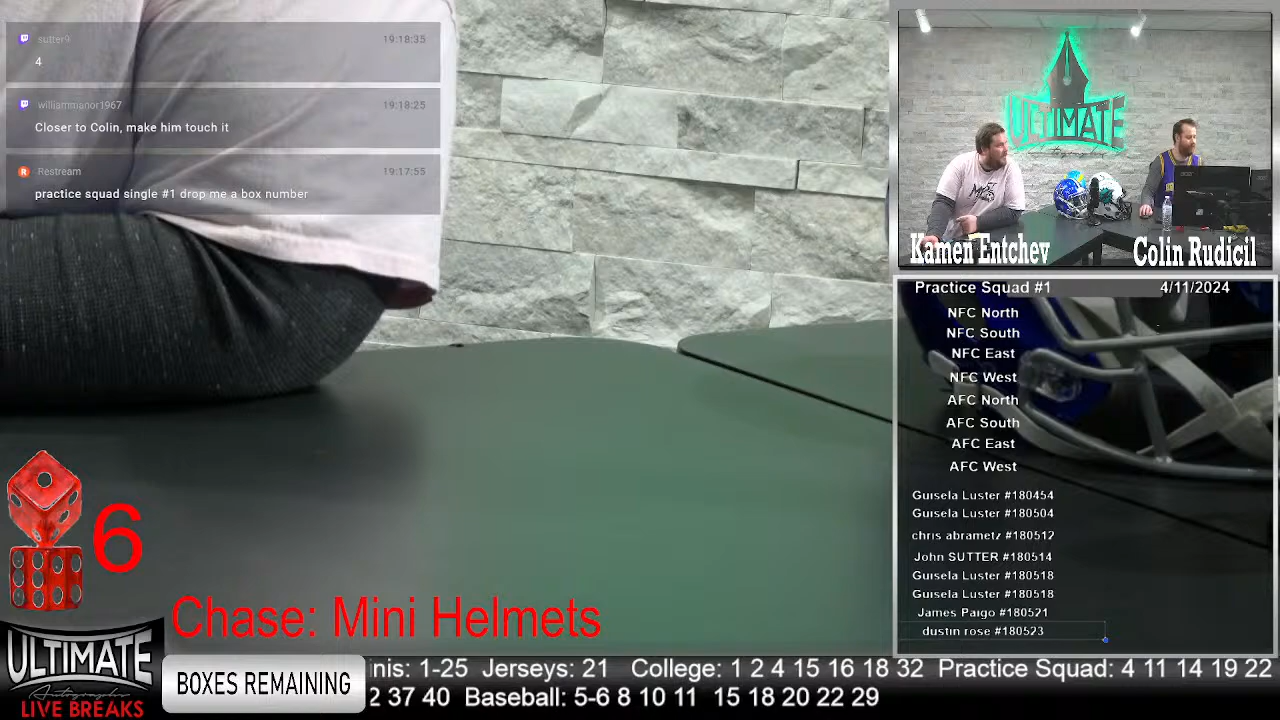 sutter9 19:18:35
4
williammanor1967 19:18:25
Closer to Colin, make him touch it
Restream 19:17:55
practice squad single #1 drop me a box number
ULTIMATE
Kamen Entchev
Colin Rudicil
Practice Squad #1 4/11/2024
NFC North
NFC South
NFC East
NFC West
AFC North
AFC South
AFC East
AFC West
Guisela Luster #180454
Guisela Luster #180504
chris abrametz #180512
John SUTTER #180514
Guisela Luster #180518
Guisela Luster #180518
James Paigo #180521
dustin rose #180523
6
Chase: Mini Helmets
ULTIMATE
Autographs
LIVE BREAKS
BOXES REMAINING
nis: 1-25 Jerseys: 21 College: 1 2 4 15 16 18 32 Practice Squad: 4 11 14 19 22
2 37 40 Baseball: 5-6 8 10 11 15 18 20 22 29